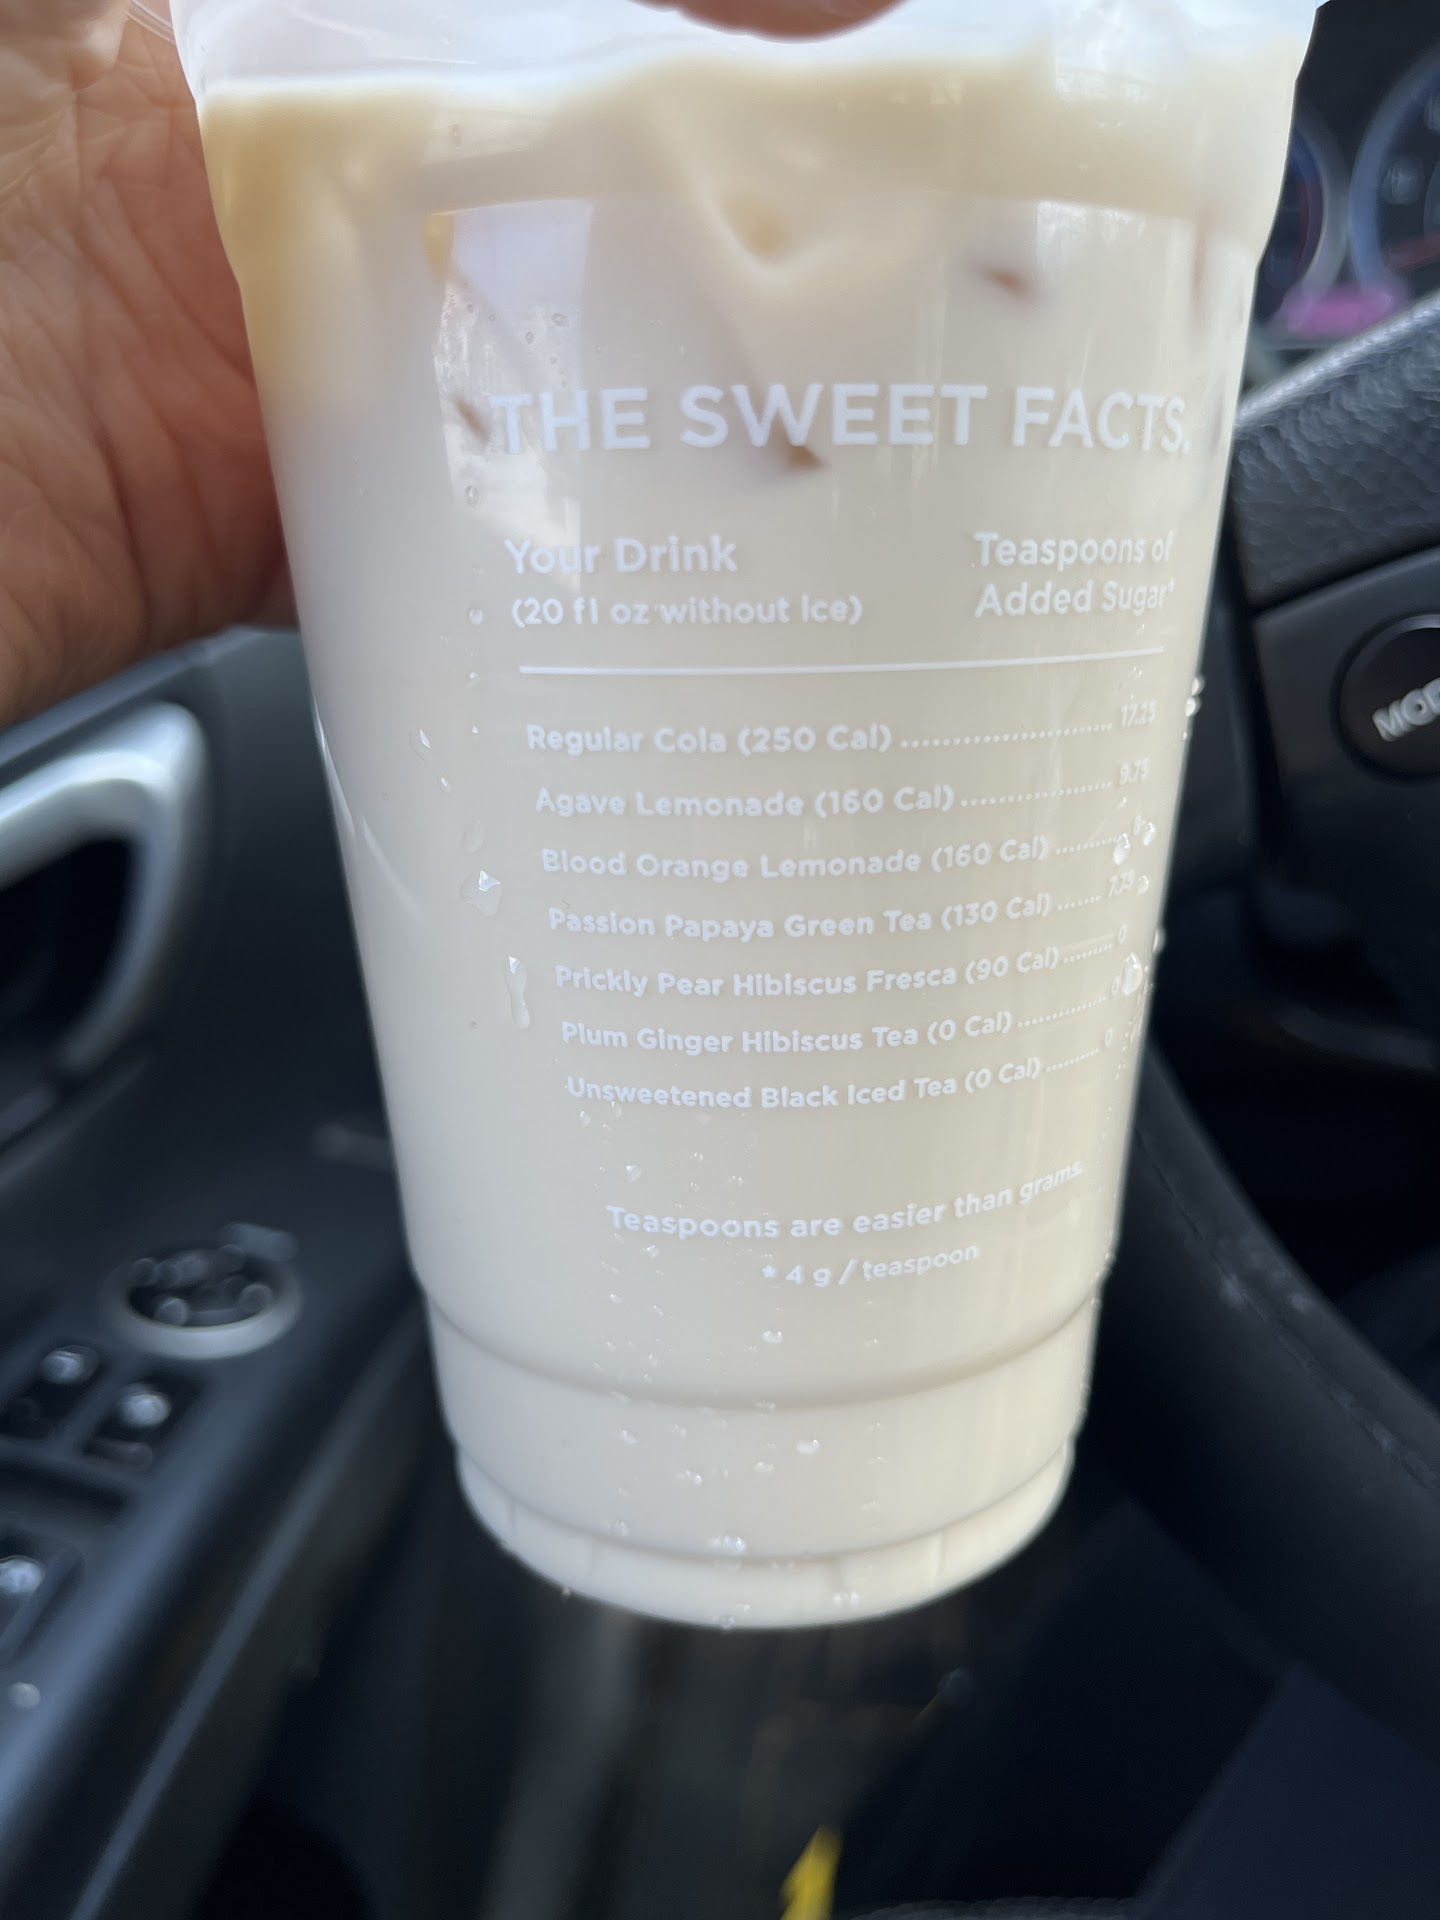 THE SWEET FACTS.
Your Drink
(20 fl oz without ice)
Teaspoons of
Added Sugar*
Regular Cola (250 Cal) .......................... 17.25
Agave Lemonade (160 Cal) .................... 9.75
Blood Orange Lemonade (160 Cal) .......... 8
Passion Papaya Green Tea (130 Cal) ....... 7.75
Prickly Pear Hibiscus Fresca (90 Cal) ........ 0
Plum Ginger Hibiscus Tea (0 Cal) .............. 0
Unsweetened Black Iced Tea (0 Cal) .......... 0
Teaspoons are easier than grams.
* 4 g / teaspoon